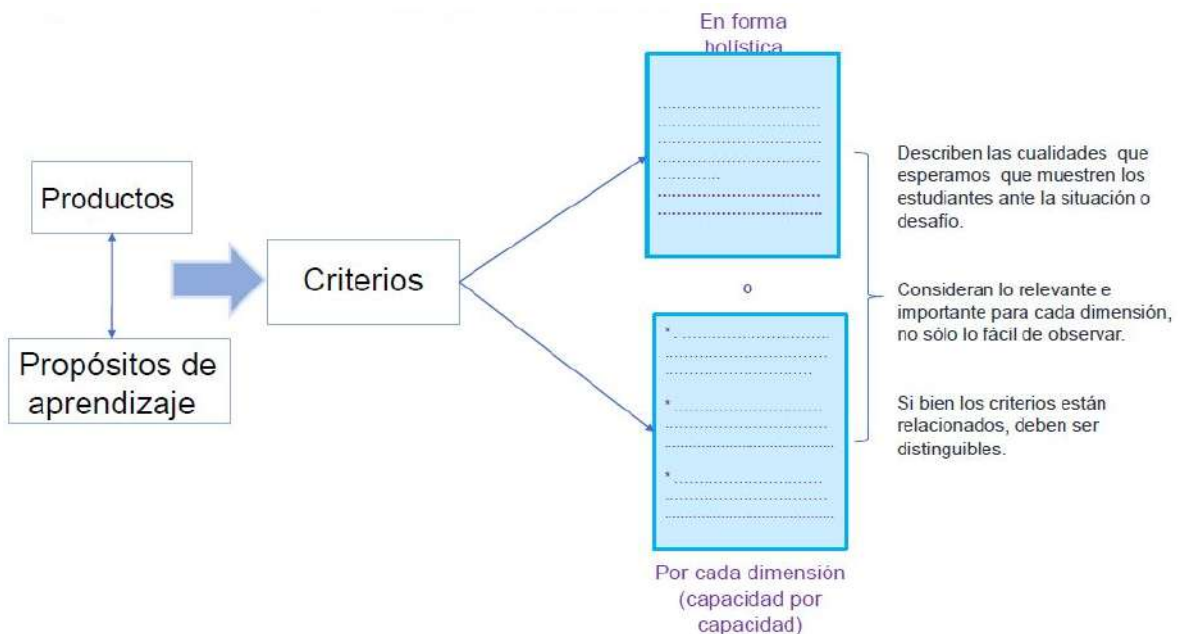 Productos
Propósitos de
aprendizaje
Criterios
En forma
holística
o
Por cada dimensión
(capacidad por
capacidad)
Describen las cualidades que
esperamos que muestren los
estudiantes ante la situación o
desafío.
Consideran lo relevante e
importante para cada dimensión,
no sólo lo fácil de observar.
Si bien los criterios están
relacionados, deben ser
distinguibles.